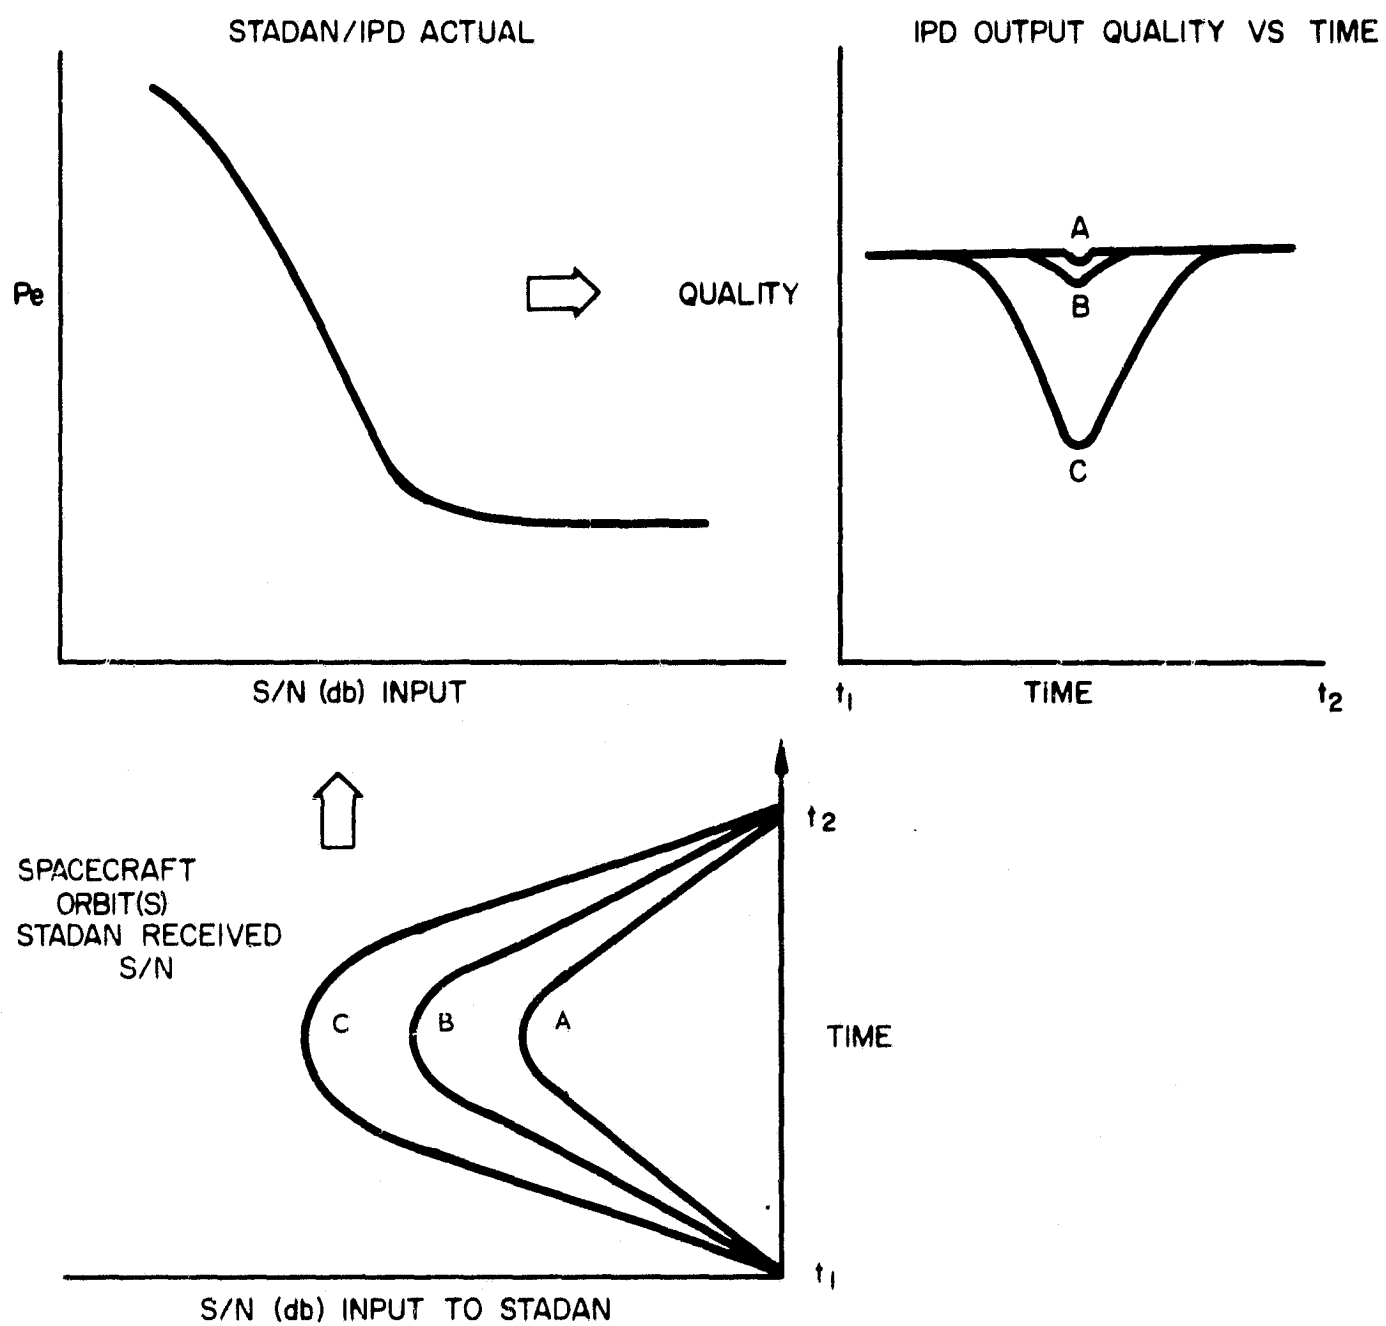 STADAN/IPD ACTUAL
Pe
S/N (db) INPUT
IPD OUTPUT QUALITY VS TIME
QUALITY
A
B
C
t1
TIME
t2
SPACECRAFT
ORBIT(S)
STADAN RECEIVED
S/N
t2
C
B
A
TIME
t1
S/N (db) INPUT TO STADAN